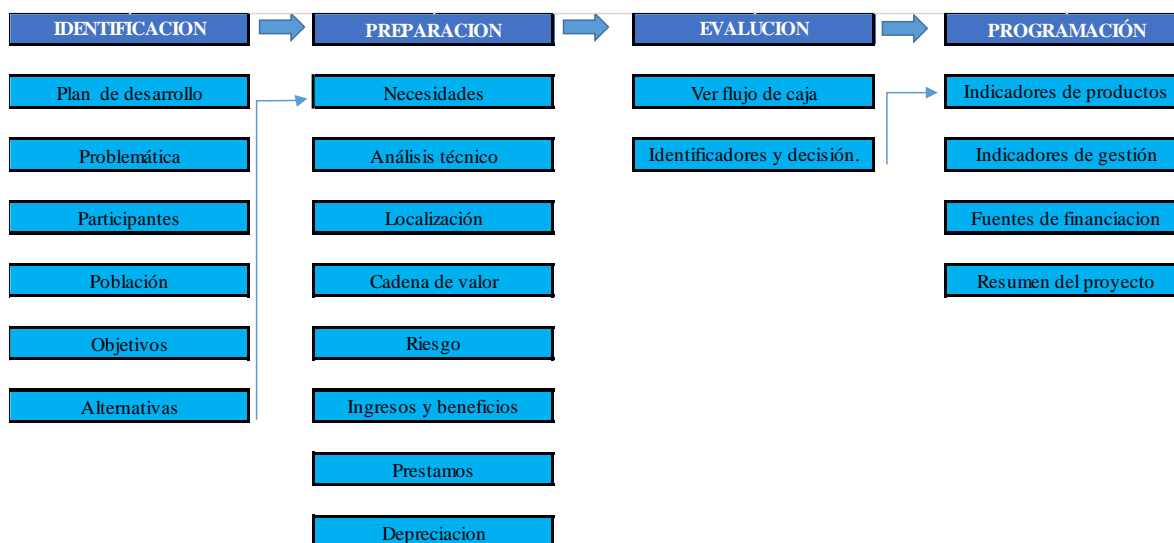 IDENTIFICACION
PREPARACION
EVALUCION
PROGRAMACIÓN
Plan de desarrollo
Necesidades
Ver flujo de caja
Indicadores de productos
Problemática
Análisis técnico
Identificadores y decisión.
Indicadores de gestión
Participantes
Localización
Fuentes de financiacion
Población
Cadena de valor
Resumen del proyecto
Objetivos
Riesgo
Alternativas
Ingresos y beneficios
Prestamos
Depreciacion